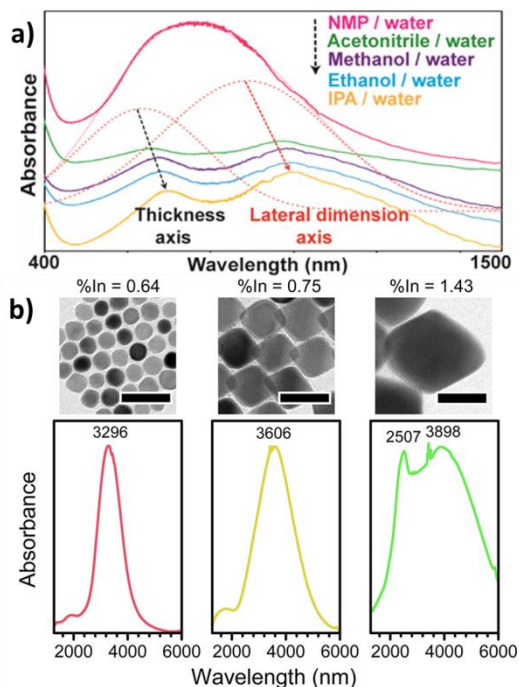 a)
NMP / water
Acetonitrile / water
Methanol / water
Ethanol / water
IPA / water
Absorbance
Thickness axis
Lateral dimension axis
400
Wavelength (nm)
1500
b)
%In = 0.64
%In = 0.75
%In = 1.43
3296
3606
2507
3898
Absorbance
2000 4000 6000
2000 4000 6000
2000 4000 6000
Wavelength (nm)